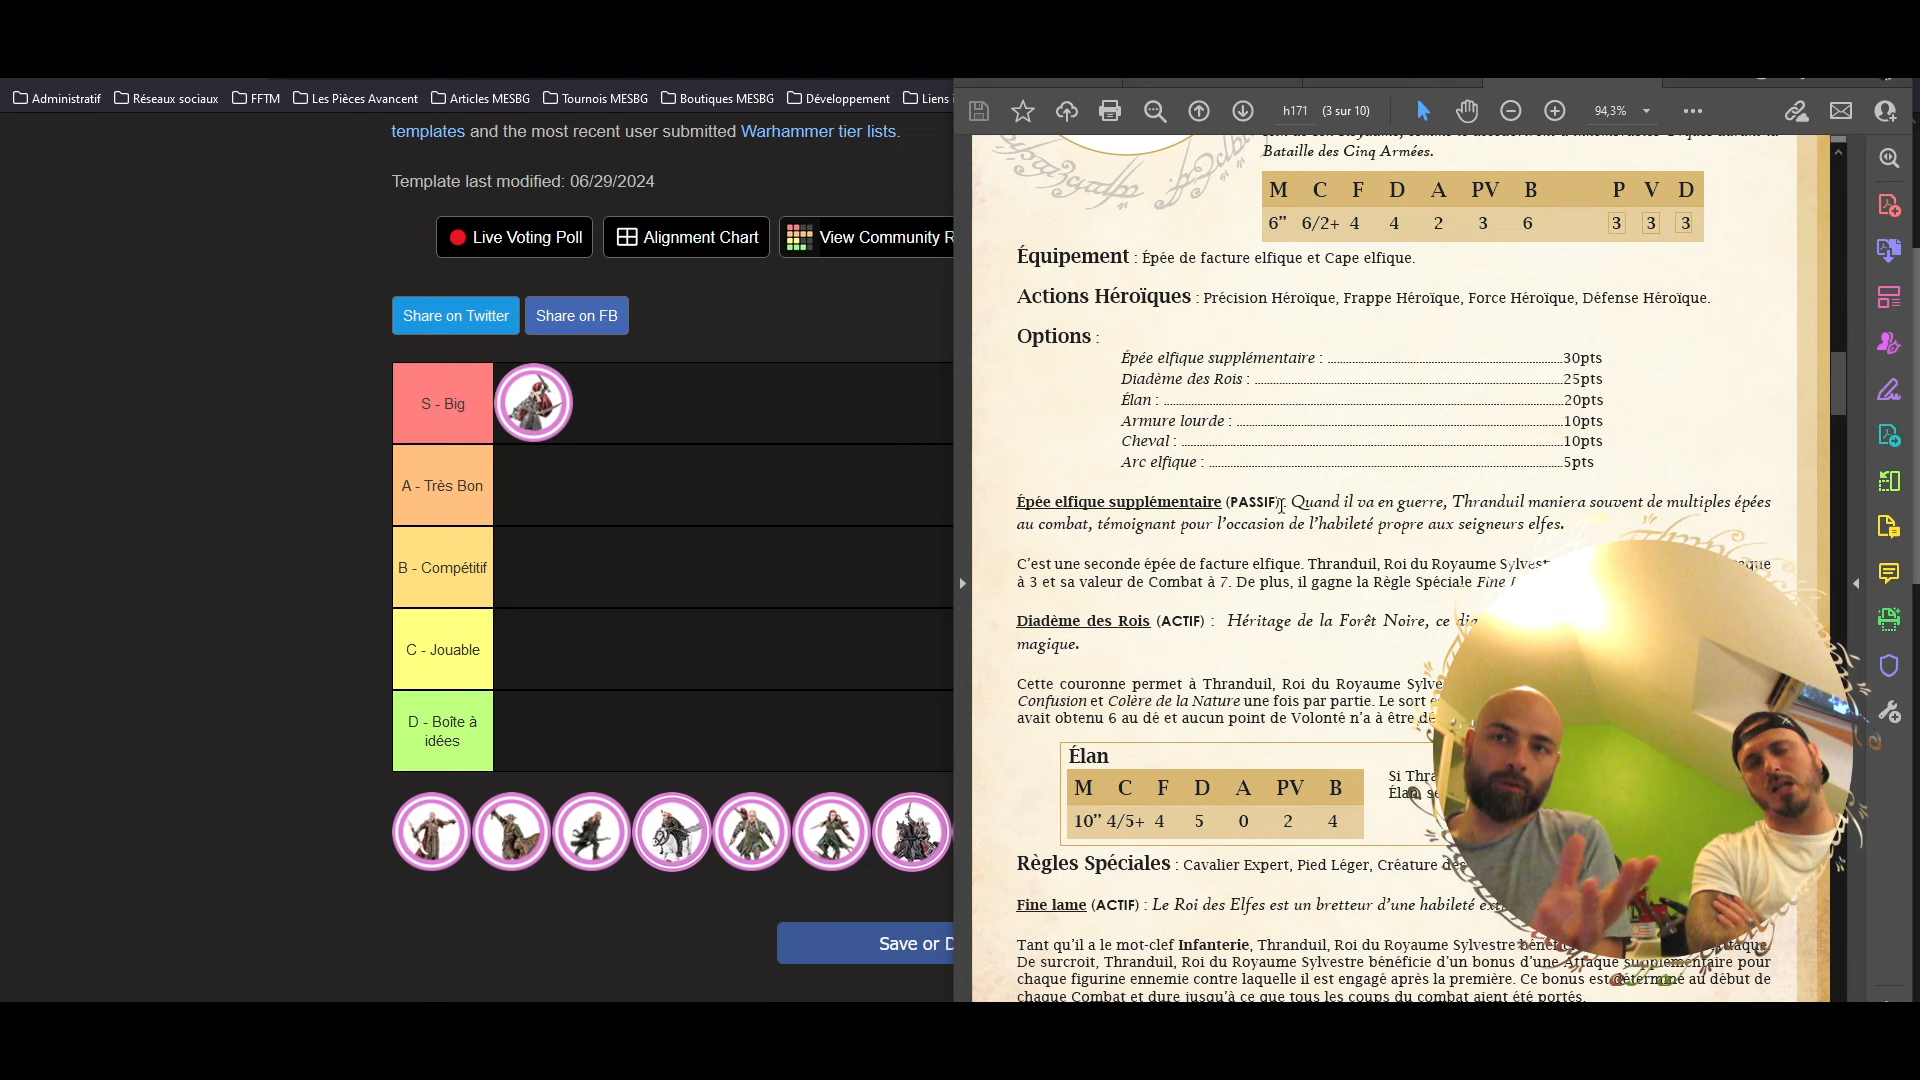 Administratif Réseaux sociaux FFTM Les Pièces Avancent Articles MESBG Tournois MESBG Boutiques MESBG Développement Liens
templates and the most recent user submitted Warhammer tier lists.
Template last modified: 06/29/2024
Live Voting Poll Alignment Chart View Community
Share on Twitter Share on FB
S - Big
A - Très Bon
B - Compétitif
C - Jouable
D - Boîte à
idées
Save or
h171 (3 sur 10) 94,3%
Bataille des Cinq Armées.
M C F D A PV B P V D
6” 6/2+ 4 4 2 3 6 3 3 3
Équipement : Épée de facture elfique et Cape elfique.
Actions Héroïques : Précision Héroïque, Frappe Héroïque, Force Héroïque, Défense Héroïque.
Options :
Épée elfique supplémentaire : 30pts
Diadème des Rois : 25pts
Élan : 20pts
Armure lourde : 10pts
Cheval : 10pts
Arc elfique : 5pts
Épée elfique supplémentaire (PASSIF) : Quand il va en guerre, Thranduil maniera souvent de multiples épées
au combat, témoignant pour l’occasion de l’habileté propre aux seigneurs elfes.
C’est une seconde épée de facture elfique. Thranduil, Roi du Royaume
à 3 et sa valeur de Combat à 7. De plus, il gagne la Règle Spéciale Fine
Diadème des Rois (ACTIF) : Héritage de la Forêt Noire, ce
magique.
Cette couronne permet à Thranduil, Roi du Royaume
Confusion et Colère de la Nature une fois par partie. Le sort
avait obtenu 6 au dé et aucun point de Volonté n’a à être
Élan
M C F D A PV B
10” 4/5+ 4 5 0 2 4
Si
Règles Spéciales : Cavalier Expert, Pied Léger, Créature
Fine lame (ACTIF) : Le Roi des Elfes est un bretteur d’une habileté
Tant qu’il a le mot-clef Infanterie, Thranduil, Roi du Royaume Sylvestre
De surcroit, Thranduil, Roi du Royaume Sylvestre bénéficie d’un bonus d’une Attaque supplémentaire pour
chaque figurine ennemie contre laquelle il est engagé après la première. Ce bonus est déterminé au début de
chaque Combat et dure jusqu’à ce que tous les coups du combat aient été portés.